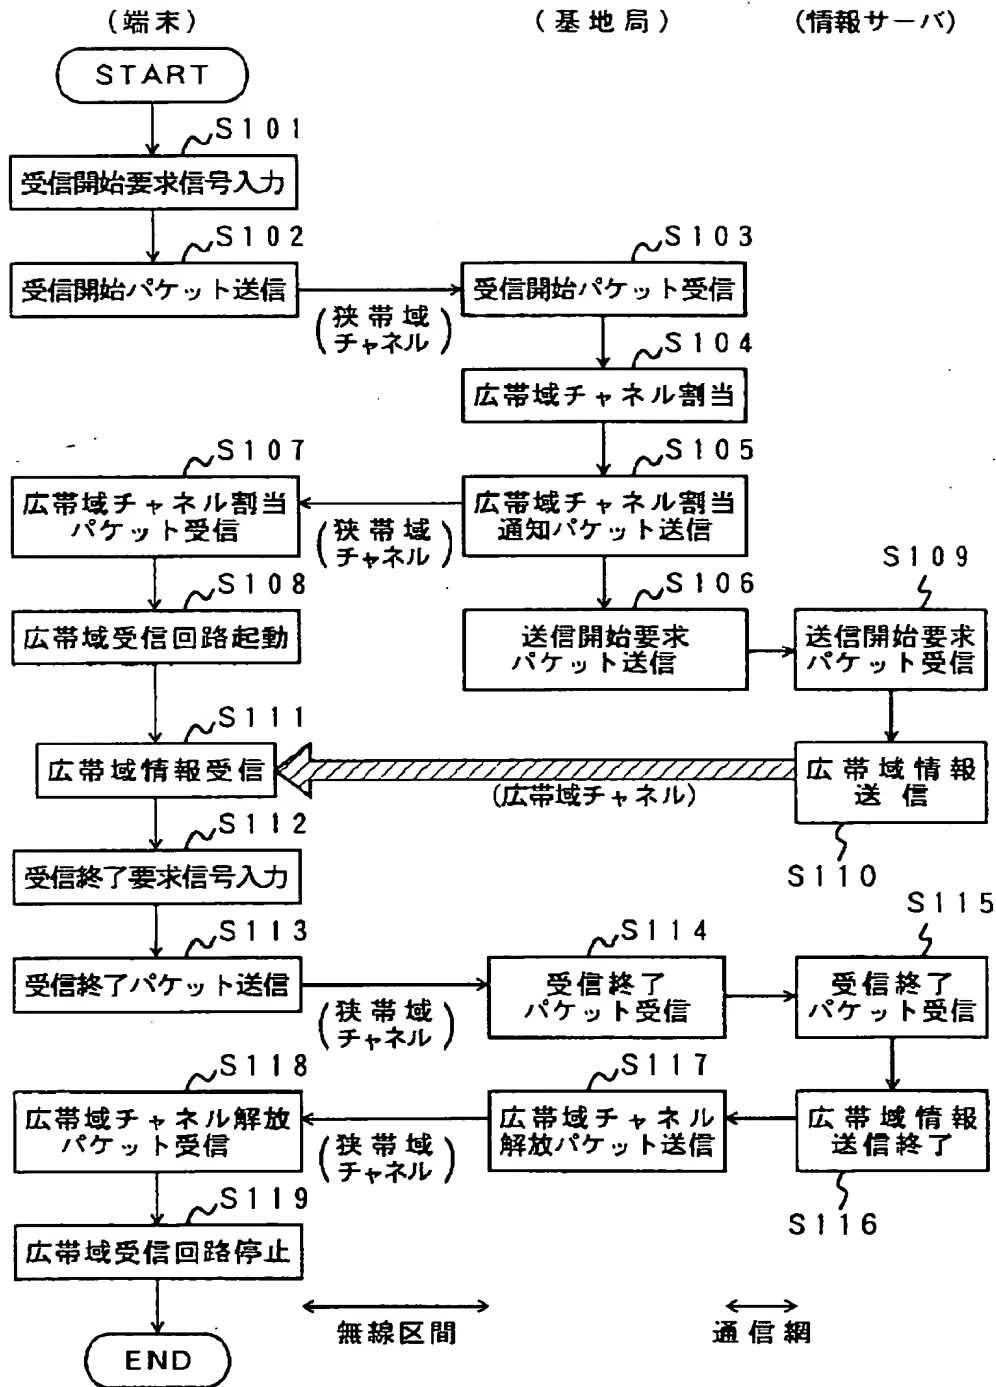 (端末)
(基地局)
(情報サーバ)
START
S101
受信開始要求信号入力
S102
受信開始パケット送信
S103
受信開始パケット受信
(狭帯域
チャネル)
S104
広帯域チャネル割当
S105
広帯域チャネル割当
通知パケット送信
S107
広帯域チャネル割当
パケット受信
(狭帯域
チャネル)
S108
広帯域受信回路起動
S106
送信開始要求
パケット送信
S109
送信開始要求
パケット受信
S111
広帯域情報受信
(広帯域チャネル)
広帯域情報
送信
S110
S112
受信終了要求信号入力
S113
受信終了パケット送信
(狭帯域
チャネル)
S114
受信終了
パケット受信
S115
受信終了
パケット受信
S118
広帯域チャネル解放
パケット受信
(狭帯域
チャネル)
S117
広帯域チャネル
解放パケット送信
広帯域情報
送信終了
S116
S119
広帯域受信回路停止
無線区間
通信網
END